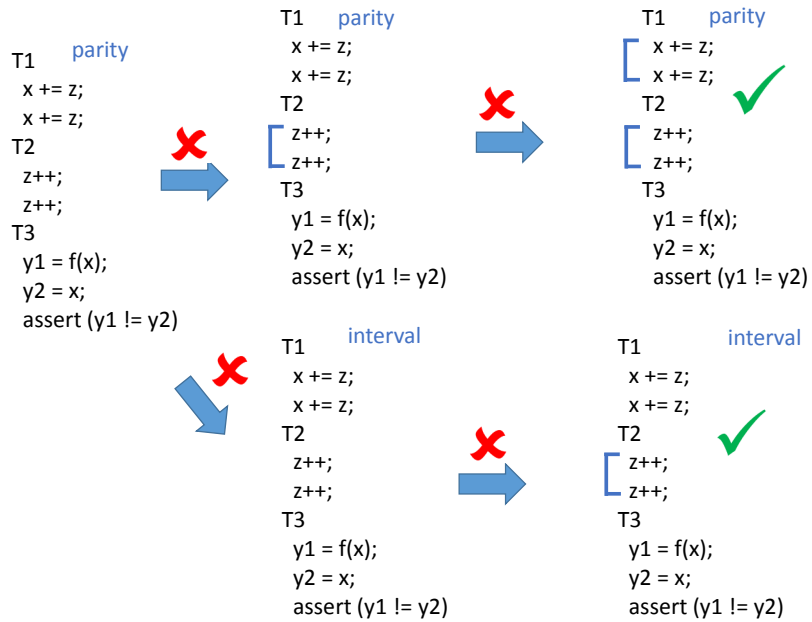 parity
T1
x += z;
x += z;
T2
z++;
z++;
T3
y1 = f(x);
y2 = x;
assert (y1 != y2)
T1 parity
x += z;
x += z;
T2
z++;
z++;
T3
y1 = f(x);
y2 = x;
assert (y1 != y2)
T1 parity
x += z;
x += z;
T2
z++;
z++;
T3
y1 = f(x);
y2 = x;
assert (y1 != y2)
interval
T1
x += z;
x += z;
T2
z++;
z++;
T3
y1 = f(x);
y2 = x;
assert (y1 != y2)
interval
T1
x += z;
x += z;
T2
z++;
z++;
T3
y1 = f(x);
y2 = x;
assert (y1 != y2)